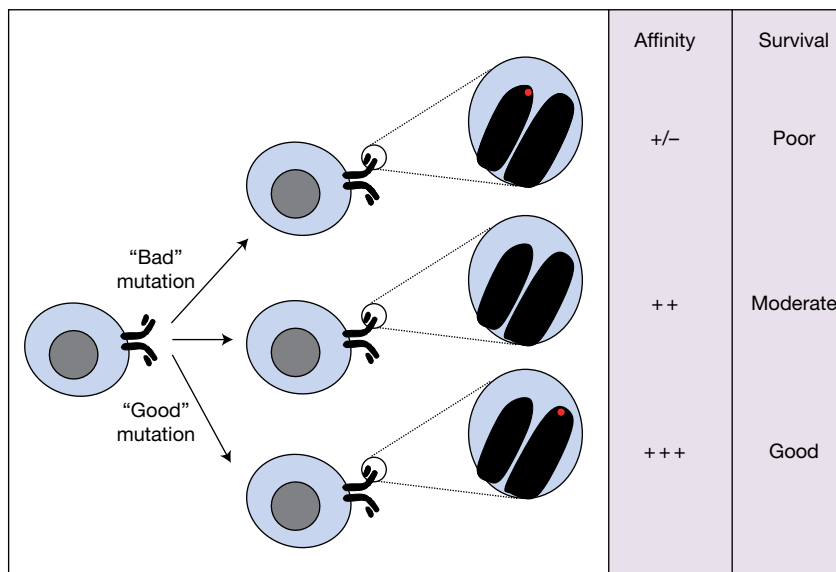 Affinity Survival
+/– Poor
“Bad”
mutation
++ Moderate
“Good”
mutation
+++ Good